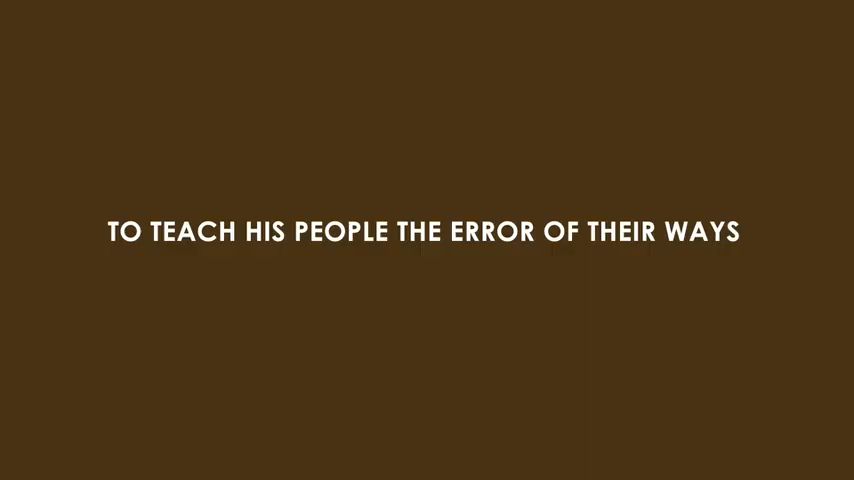 TO TEACH HIS PEOPLE THE ERROR OF THEIR WAYS